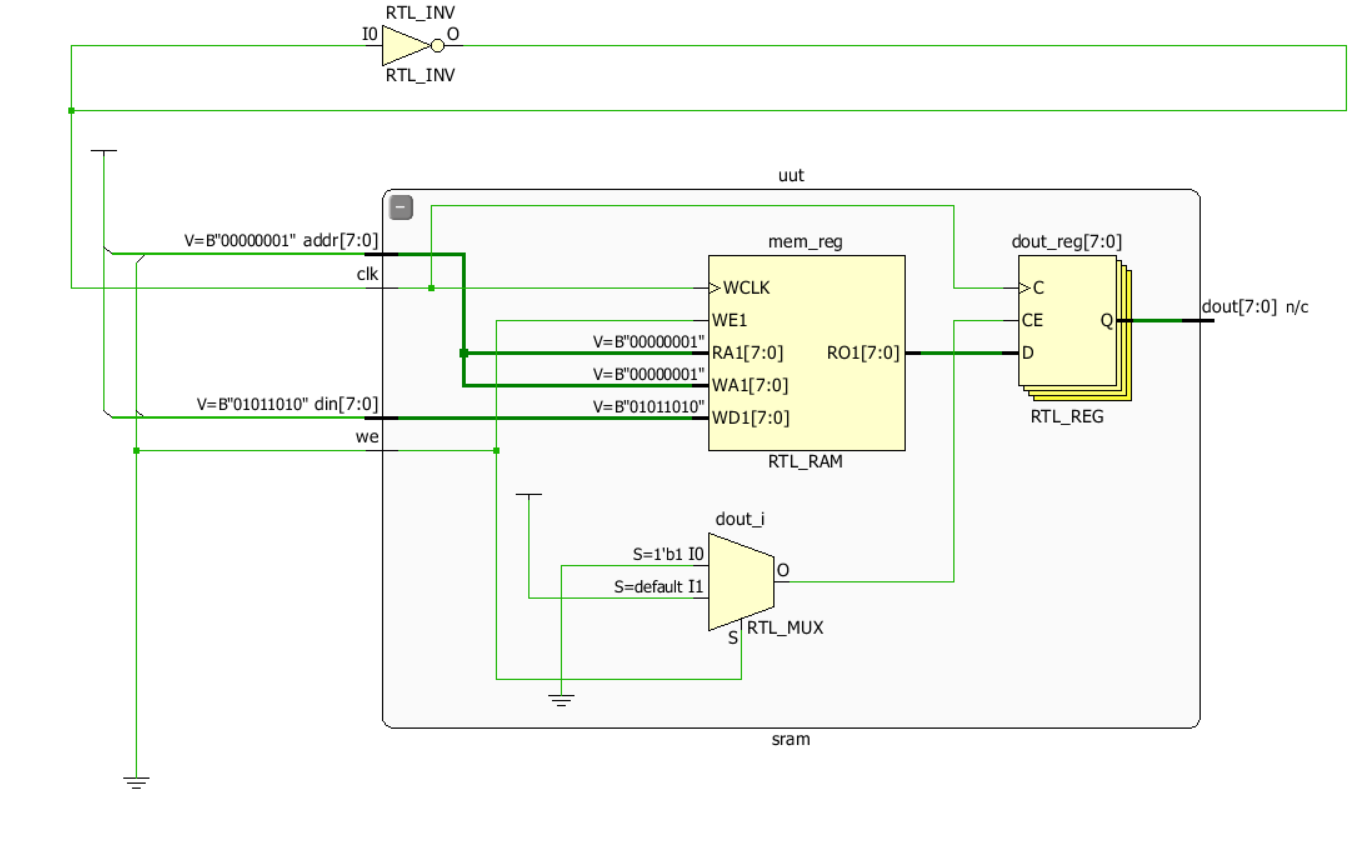 RTL_INV
I0
O
RTL_INV
uut
−
V=B"00000001" addr[7:0]
mem_reg
dout_reg[7:0]
clk
WCLK
C
dout[7:0] n/c
WE1
CE
Q
V=B"00000001"
RA1[7:0]
RO1[7:0]
D
V=B"00000001"
WA1[7:0]
V=B"01011010" din[7:0]
V=B"01011010"
WD1[7:0]
RTL_REG
we
RTL_RAM
dout_i
S=1'b1 I0
O
S=default I1
S
RTL_MUX
sram